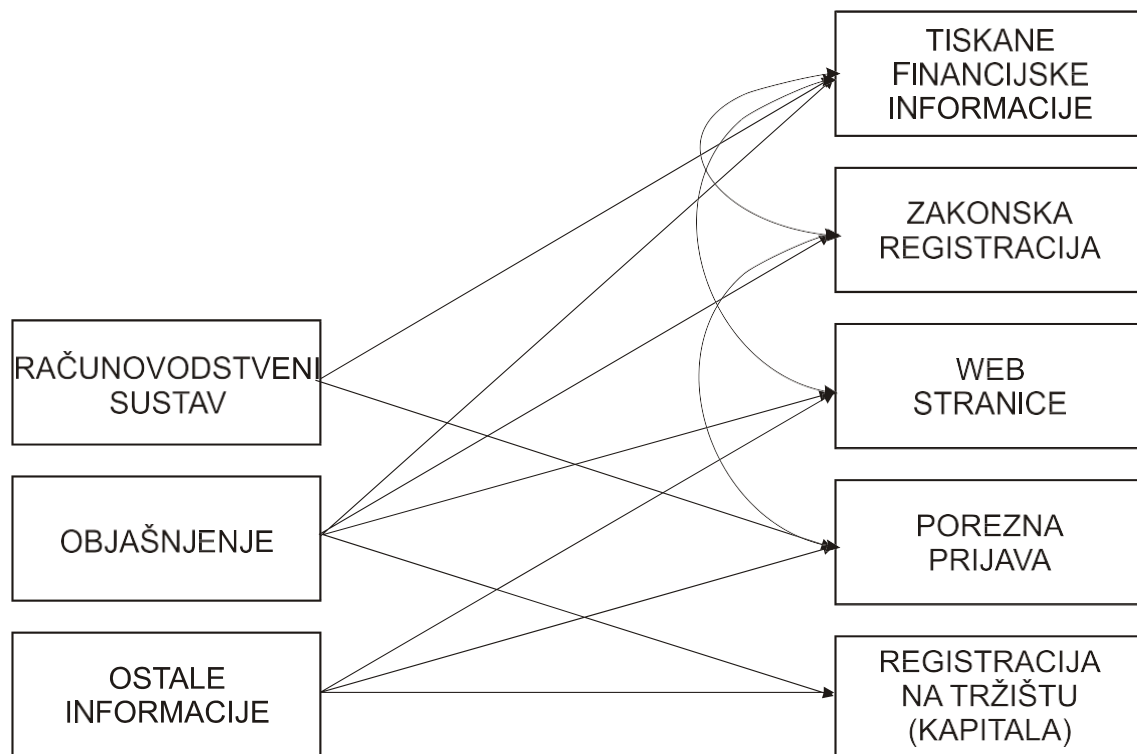 RAČUNOVODSTVENI
SUSTAV
OBJAŠNJENJE
OSTALE
INFORMACIJE
TISKANE
FINANCIJSKE
INFORMACIJE
ZAKONSKA
REGISTRACIJA
WEB
STRANICE
POREZNA
PRIJAVA
REGISTRACIJA
NA TRŽIŠTU
(KAPITALA)